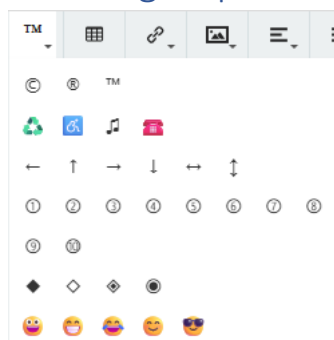 TM
© ® ™
♻ ♿ ♫ ☎
← ↑ → ↓ ↔ ↕
① ② ③ ④ ⑤ ⑥ ⑦ ⑧
⑨ ⑩
◆ ◇ ◈ ◉
😀 😁 😂 😊 😎